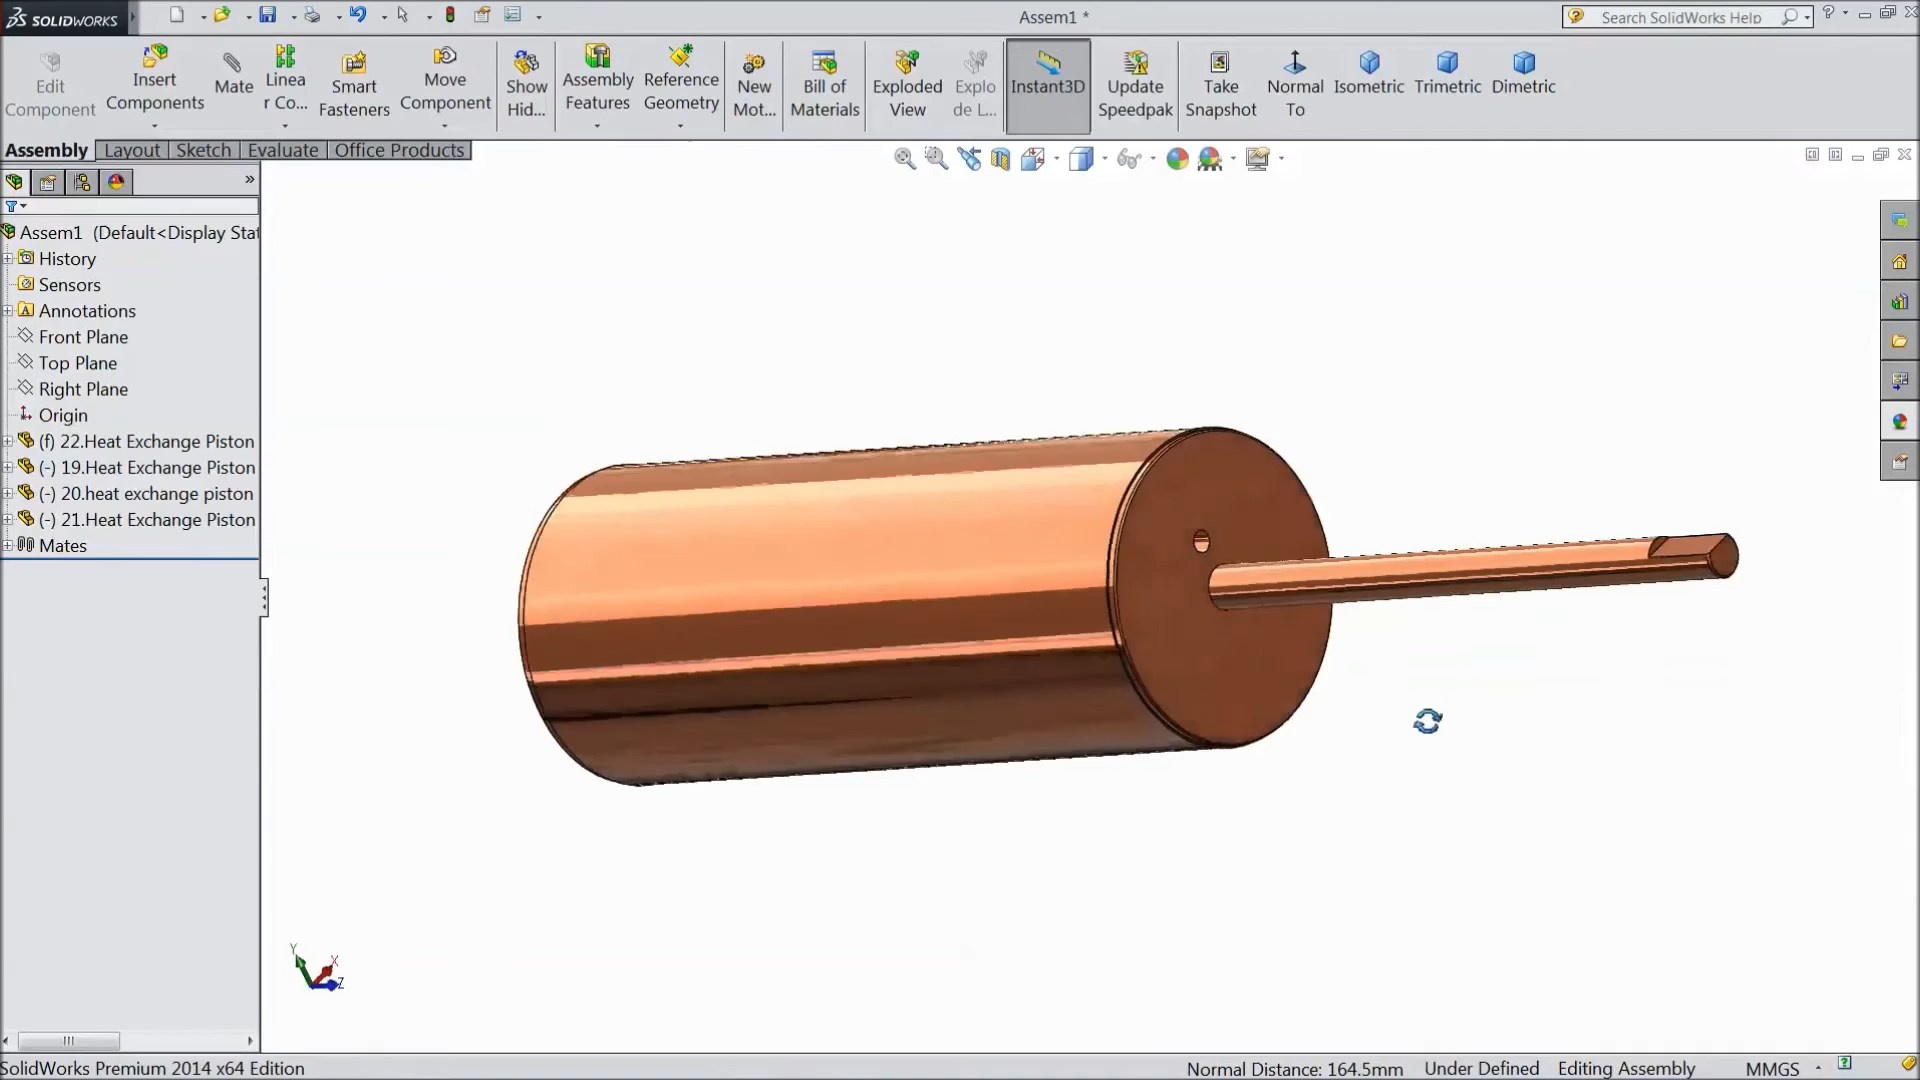 SOLIDWORKS
Assem1 *
Search SolidWorks Help
Edit Component
Insert Components
Mate
Linea r Co...
Smart Fasteners
Move Component
Show Hid...
Assembly Features
Reference Geometry
New Mot...
Bill of Materials
Exploded View
Explo de L...
Instant3D
Update Speedpak
Take Snapshot
Normal To
Isometric
Trimetric
Dimetric
Assembly
Layout
Sketch
Evaluate
Office Products
Assem1 (Default<Display Stat
History
Sensors
Annotations
Front Plane
Top Plane
Right Plane
Origin
(f) 22.Heat Exchange Piston
(-) 19.Heat Exchange Piston
(-) 20.heat exchange piston
(-) 21.Heat Exchange Piston
Mates
Y
X
Z
SolidWorks Premium 2014 x64 Edition
Normal Distance: 164.5mm
Under Defined
Editing Assembly
MMGS